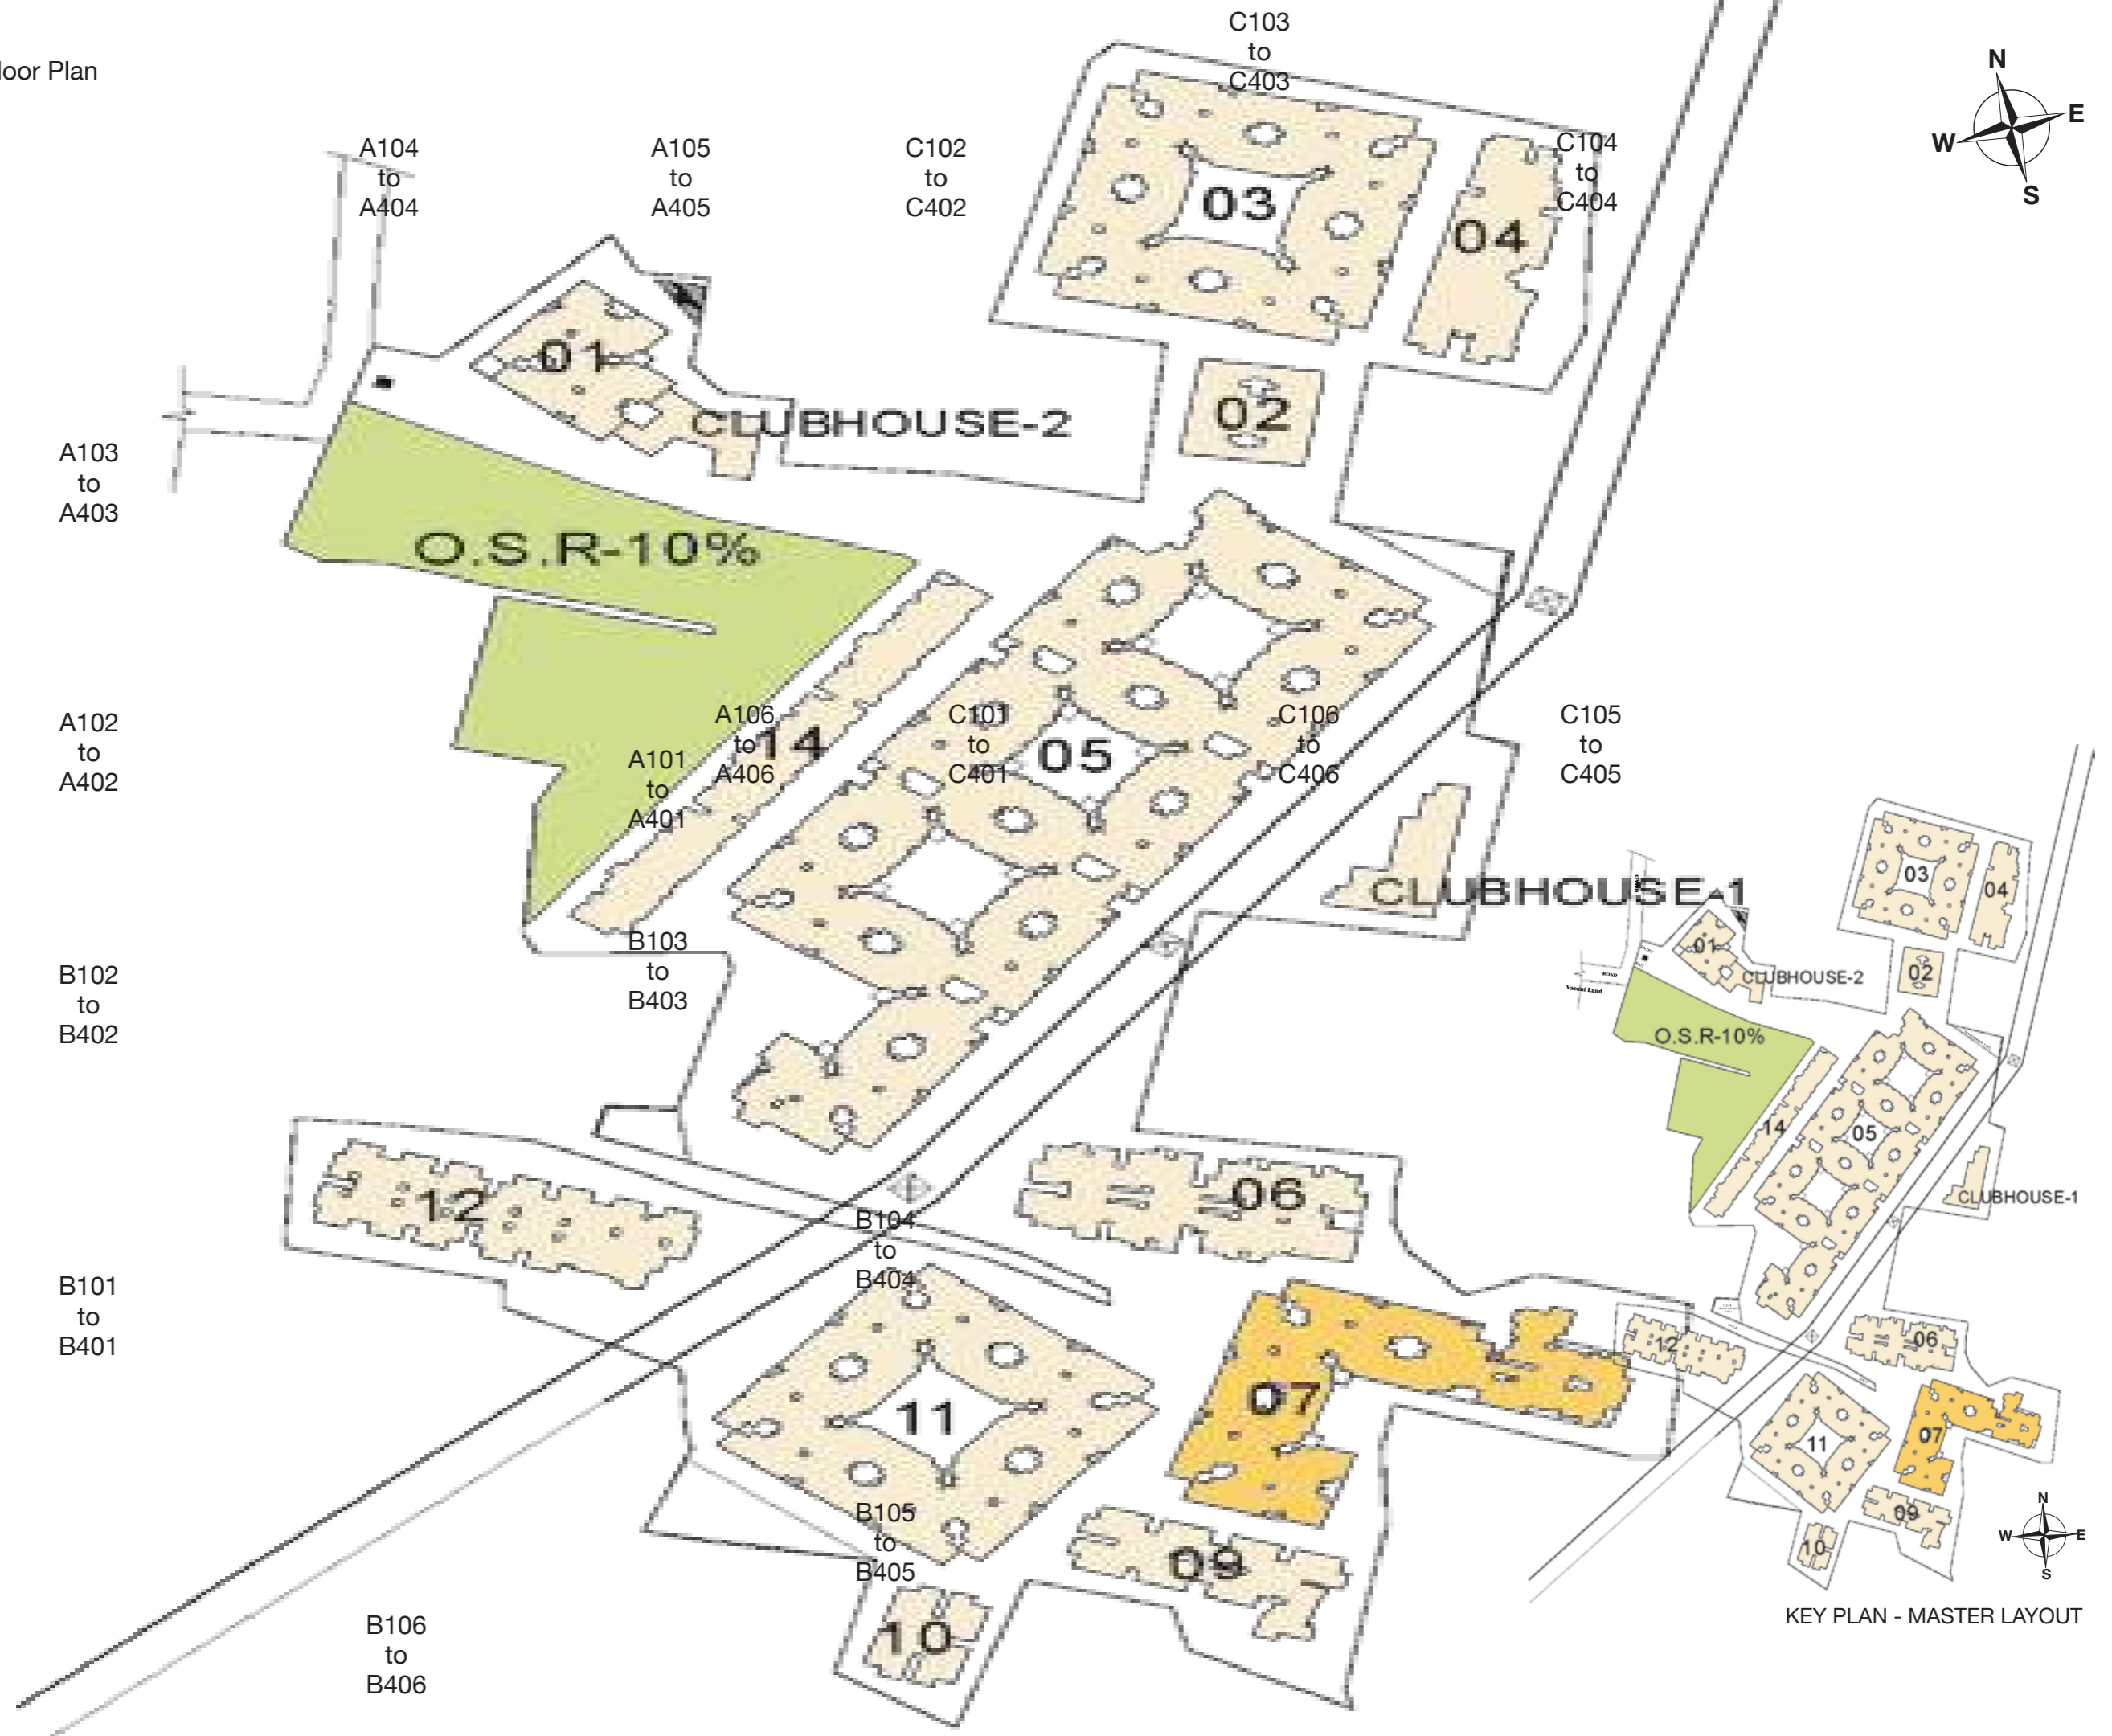 loor Plan
C103
to
C403
N
E
W
S
A104
to
A404
A105
to
A405
C102
to
C402
C104
to
C404
03
04
01
02
CLUBHOUSE-2
A103
to
A403
O.S.R-10%
A102
to
A402
A106
to
A406
14
A101
to
A401
C101
to
C401
05
C106
to
C406
C105
to
C405
CLUBHOUSE-1
B103
to
B403
B102
to
B402
12
06
B104
to
B404
B101
to
B401
11
07
B105
to
B405
09
10
B106
to
B406
03
04
01
02
CLUBHOUSE-2
ROAD
Vacant Land
O.S.R-10%
14
05
CLUBHOUSE-1
12
06
11
07
09
10
N
W
E
S
KEY PLAN - MASTER LAYOUT